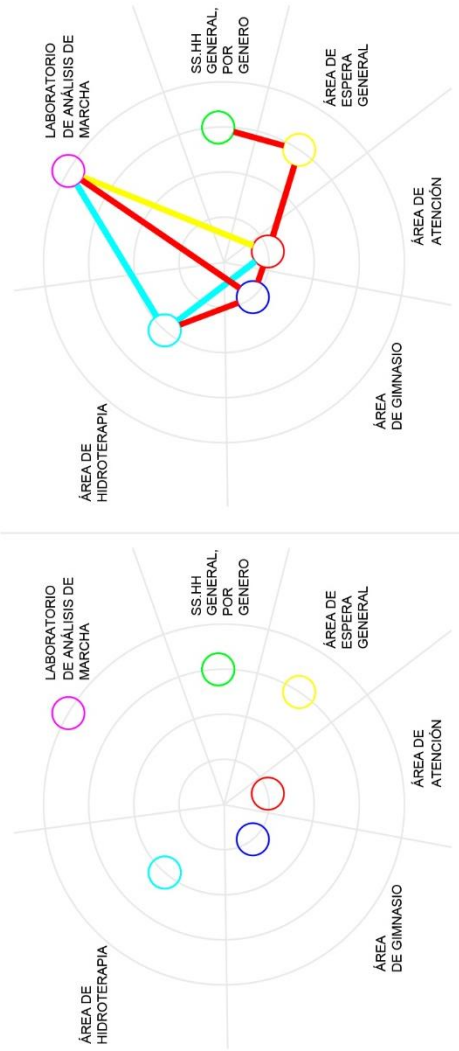 LABORATORIO
DE ANÁLISIS DE
MARCHA
SS.HH
GENERAL,
POR
GENERO
ÁREA DE
ESPERA
GENERAL
ÁREA DE
ATENCIÓN
ÁREA
DE GIMNASIO
ÁREA DE
HIDROTERAPIA
LABORATORIO
DE ANÁLISIS DE
MARCHA
SS.HH
GENERAL,
POR
GENERO
ÁREA DE
ESPERA
GENERAL
ÁREA DE
ATENCIÓN
ÁREA
DE GIMNASIO
ÁREA DE
HIDROTERAPIA